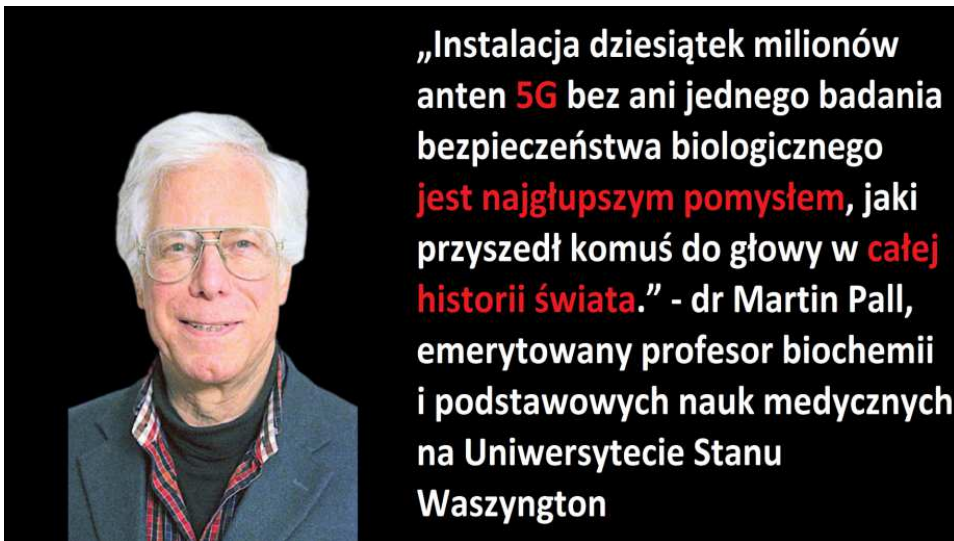 „Instalacja dziesiątek milionów
anten 5G bez ani jednego badania
bezpieczeństwa biologicznego
jest najgłupszym pomysłem, jaki
przyszedł komuś do głowy w całej
historii świata.” - dr Martin Pall,
emerytowany profesor biochemii
i podstawowych nauk medycznych
na Uniwersytecie Stanu
Waszyngton